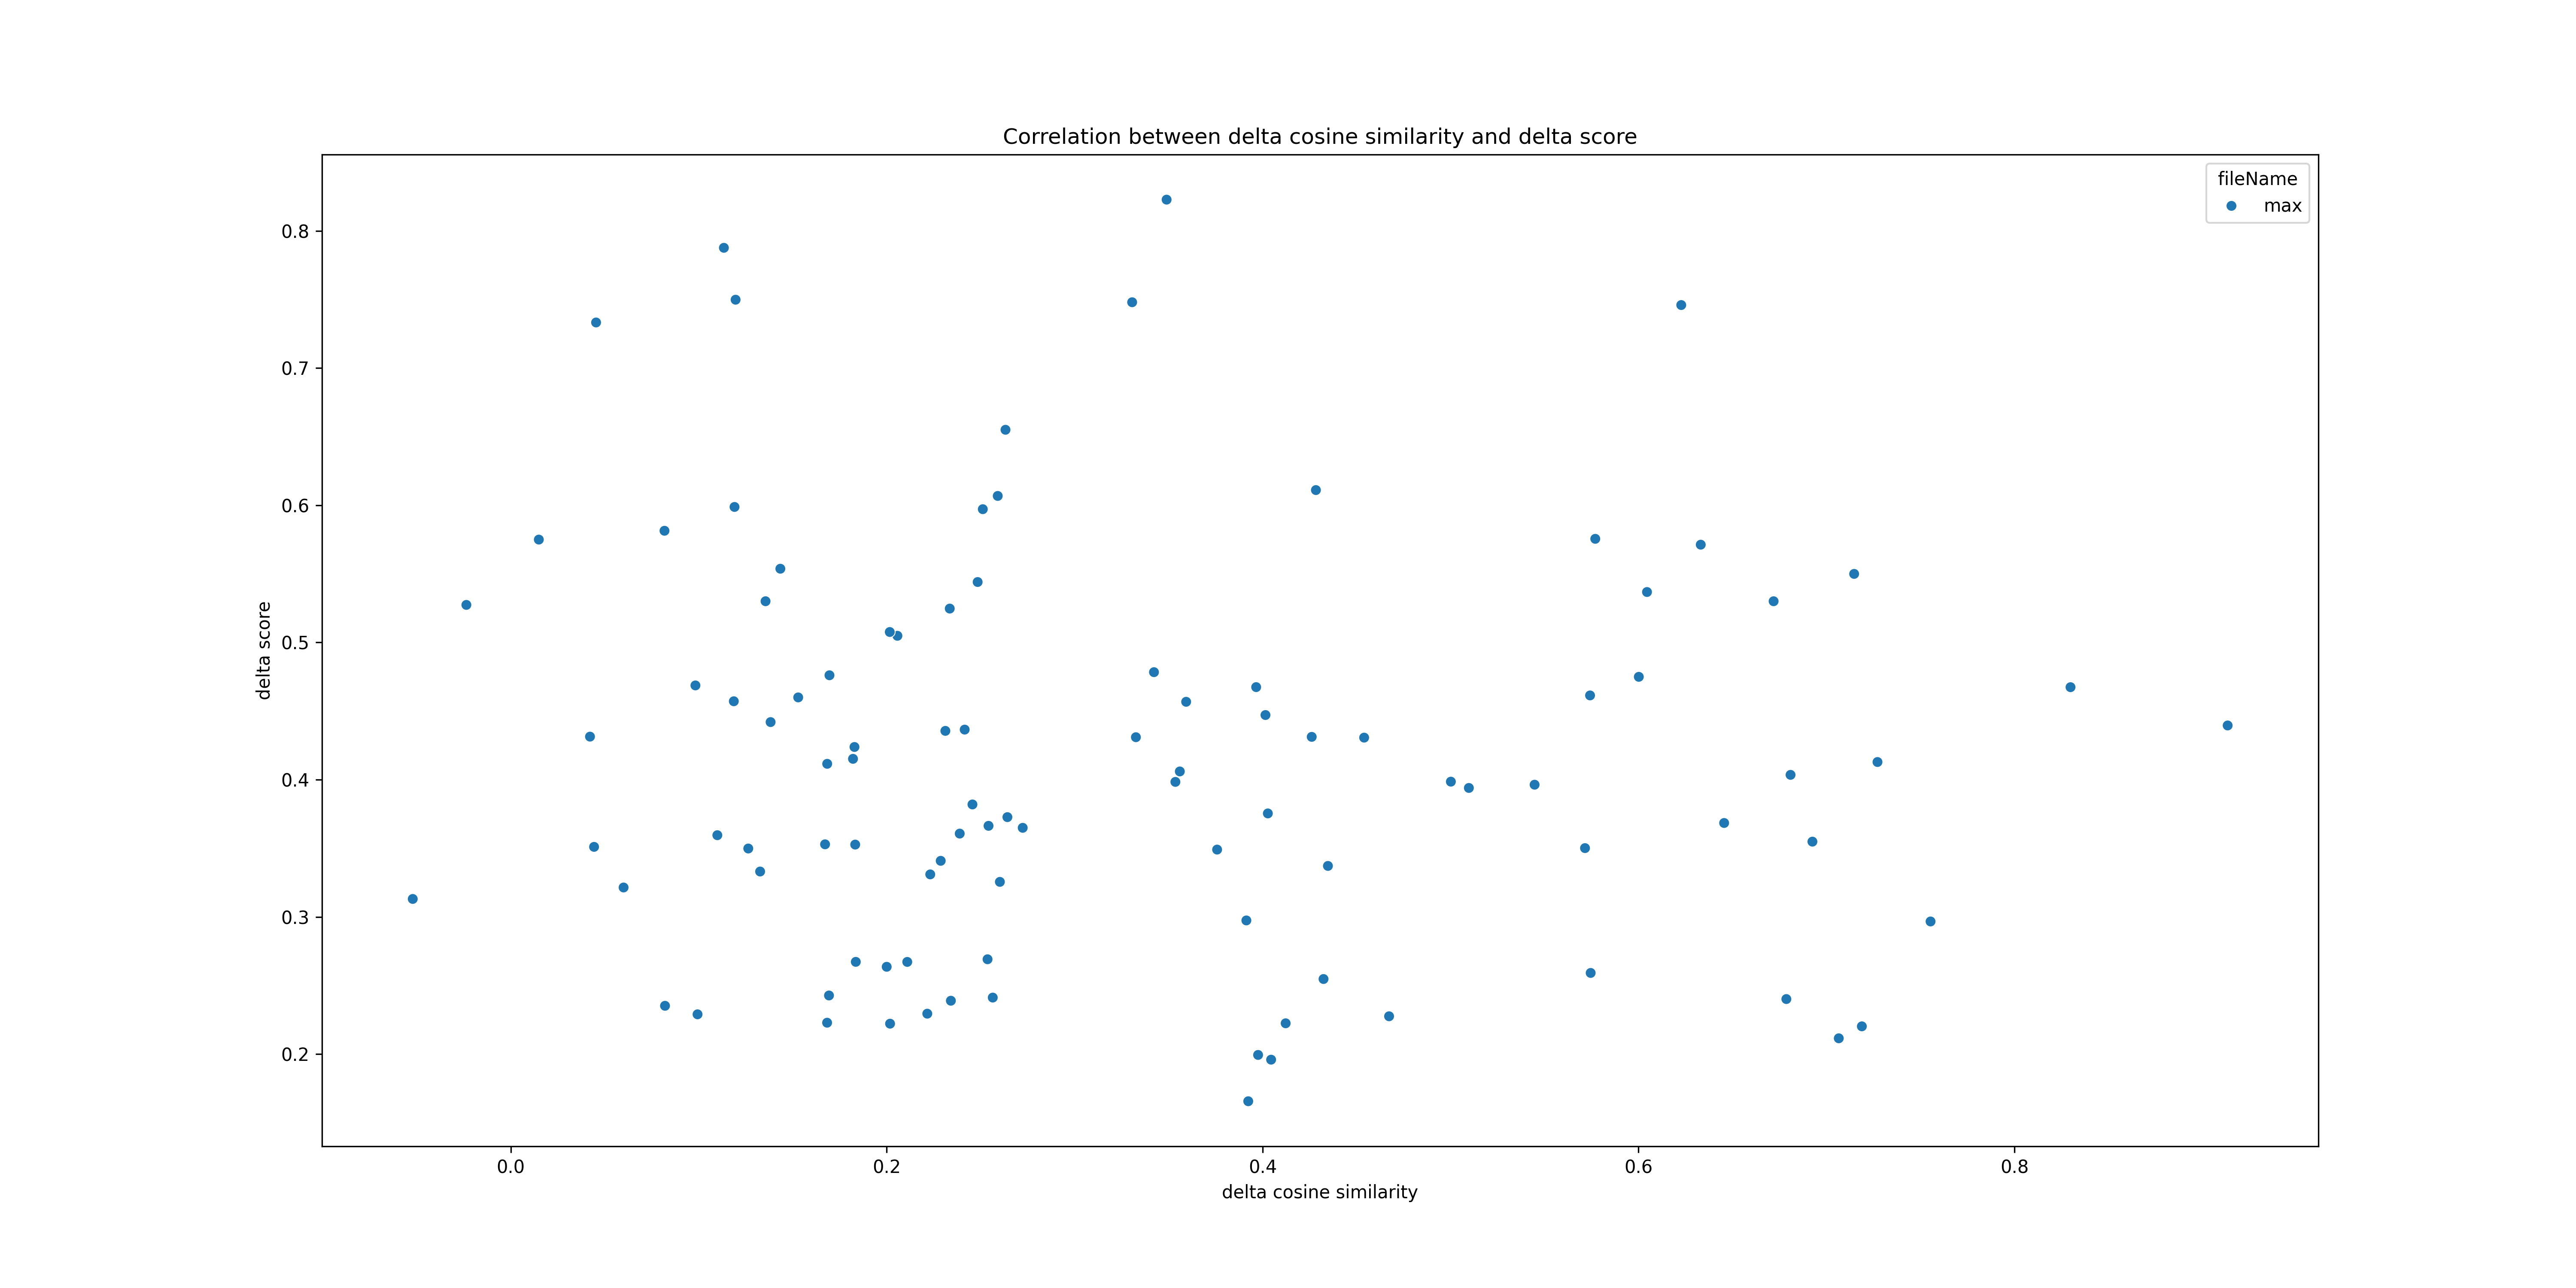 Correlation between delta cosine similarity and delta score
fileName
max
0.8
0.7
0.6
0.5
0.4
0.3
0.2
delta score
0.0 0.2 0.4 0.6 0.8
delta cosine similarity